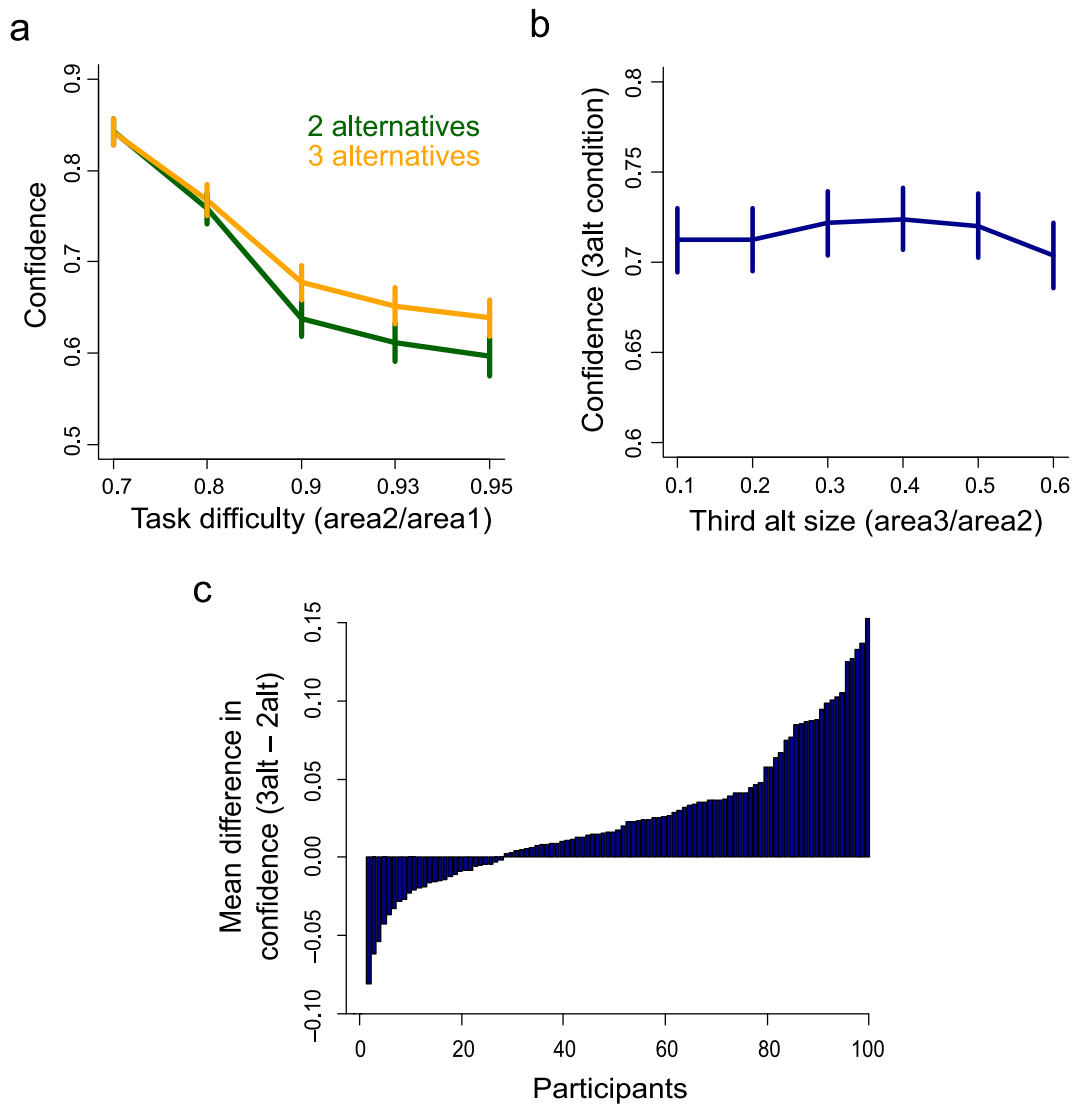 a
Confidence
0.9
0.8
0.7
0.6
0.5
2 alternatives
3 alternatives
0.7 0.8 0.9 0.93 0.95
Task difficulty (area2/area1)
b
Confidence (3alt condition)
0.8
0.75
0.7
0.65
0.6
0.1 0.2 0.3 0.4 0.5 0.6
Third alt size (area3/area2)
c
Mean difference in
confidence (3alt – 2alt)
0.15
0.10
0.05
0.00
−0.05
−0.10
0 20 40 60 80 100
Participants